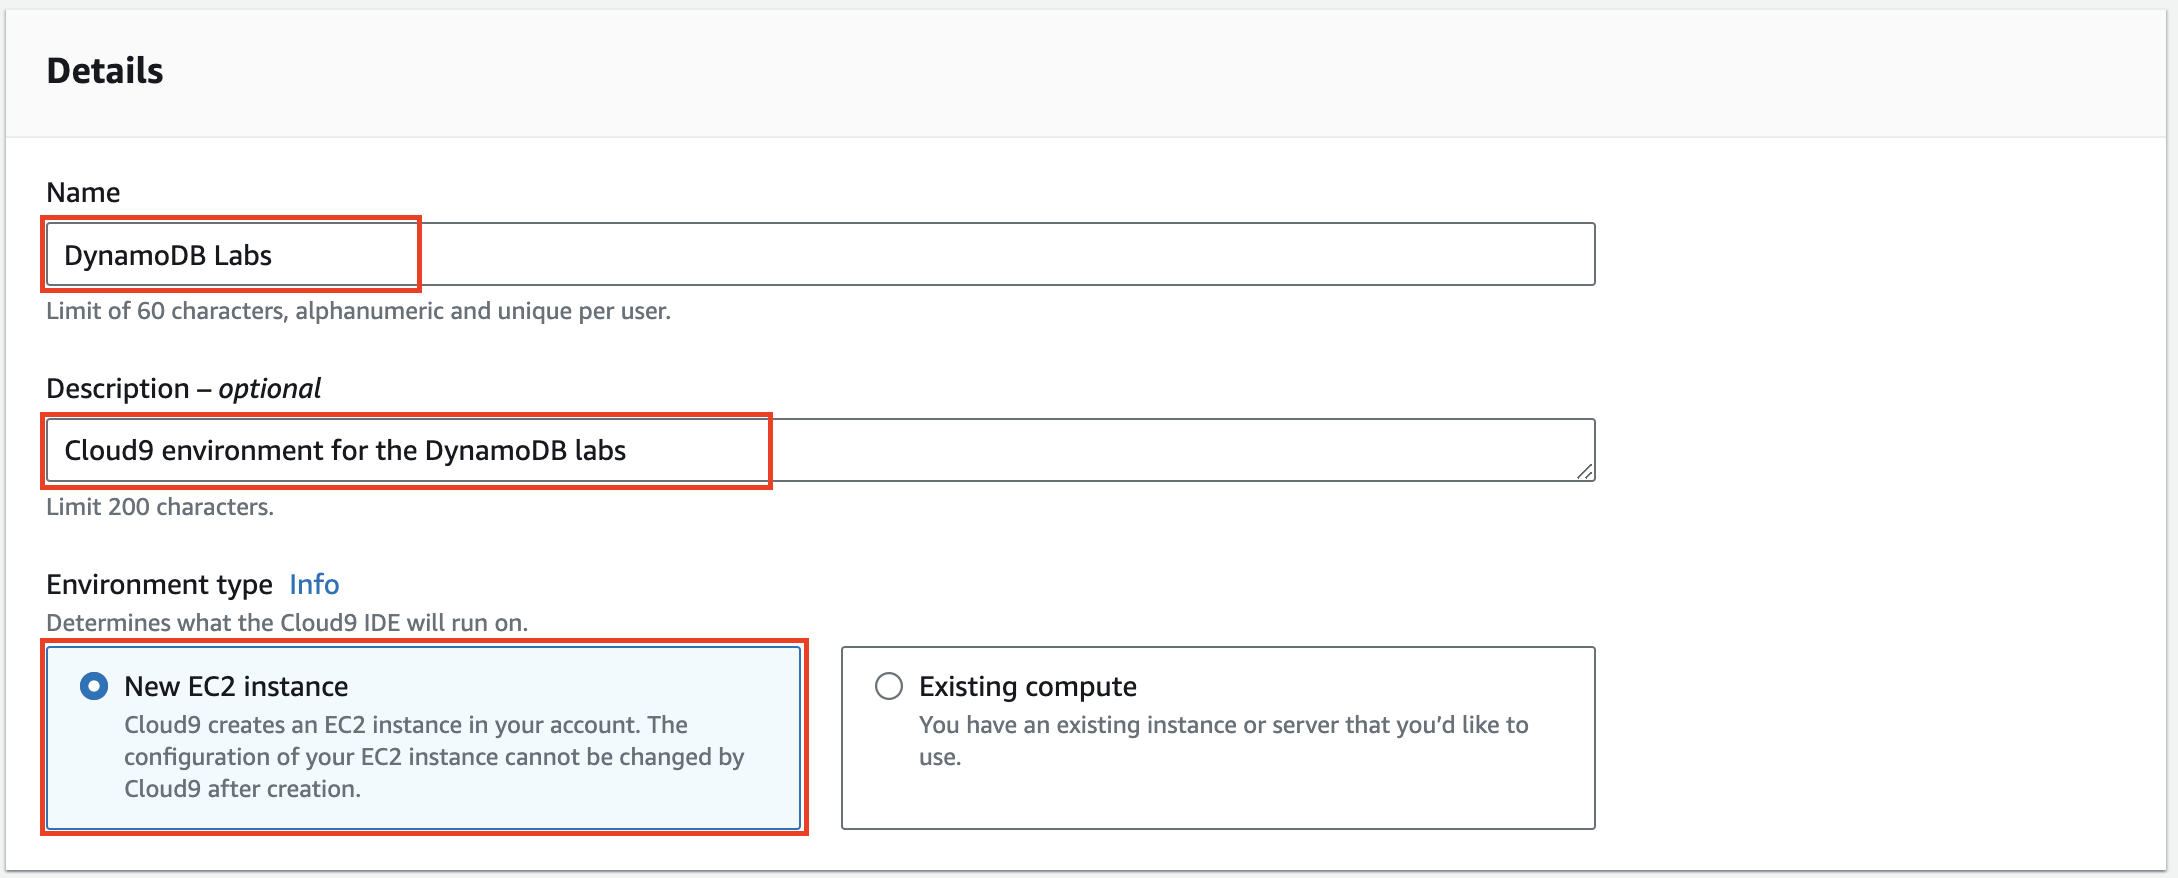 Details
Name
DynamoDB Labs
Limit of 60 characters, alphanumeric and unique per user.
Description – optional
Cloud9 environment for the DynamoDB labs
Limit 200 characters.
Environment type Info
Determines what the Cloud9 IDE will run on.
New EC2 instance
Cloud9 creates an EC2 instance in your account. The
configuration of your EC2 instance cannot be changed by
Cloud9 after creation.
Existing compute
You have an existing instance or server that you’d like to
use.